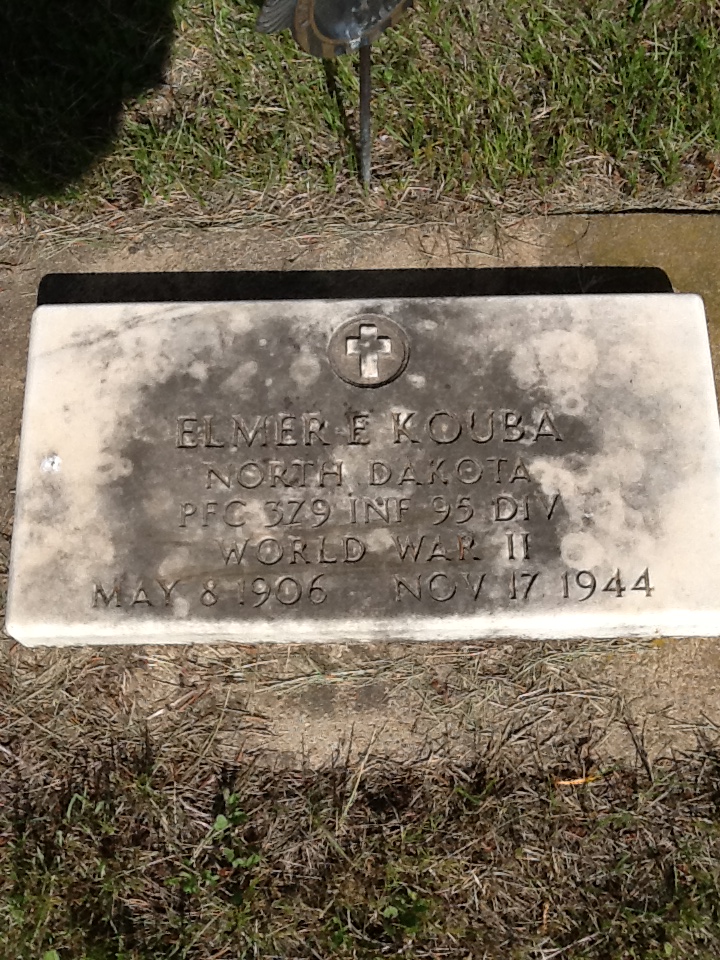 ELMER E KOUBA
NORTH DAKOTA
PFC 379 INF 95 DIV
WORLD WAR II
MAY 8 1906 NOV 17 1944